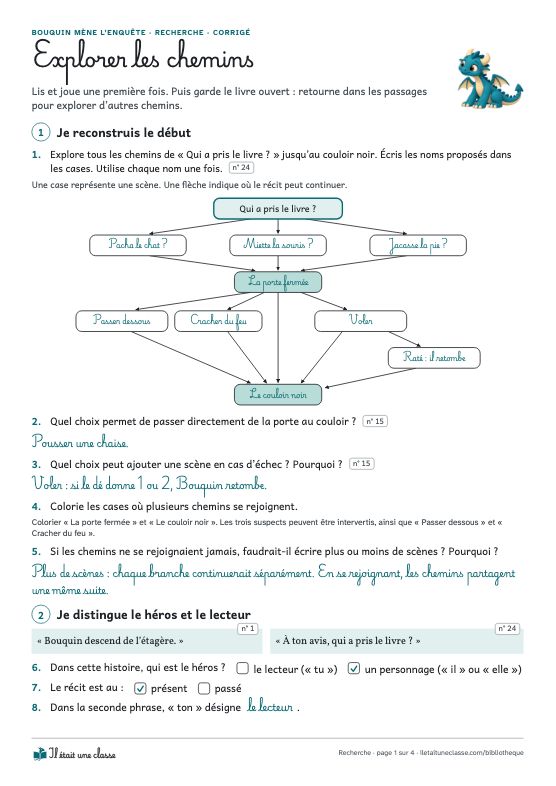 BOUQUIN MÈNE L'ENQUÊTE · RECHERCHE · CORRIGÉ
Explorer les chemins
Lis et joue une première fois. Puis garde le livre ouvert : retourne dans les passages
pour explorer d'autres chemins.
1 Je reconstruis le début
1. Explore tous les chemins de « Qui a pris le livre ? » jusqu'au couloir noir. Écris les noms proposés dans
les cases. Utilise chaque nom une fois. n° 24
Une case représente une scène. Une flèche indique où le récit peut continuer.
Qui a pris le livre ?
Pacha le chat ? Miette la souris ? Jacasse la pie ?
La porte fermée
Passer dessous Cracher du feu Voler
Raté : il retombe
Le couloir noir
2. Quel choix permet de passer directement de la porte au couloir ? n° 15
Pousser une chaise.
3. Quel choix peut ajouter une scène en cas d'échec ? Pourquoi ? n° 15
Voler : si le dé donne 1 ou 2, Bouquin retombe.
4. Colorie les cases où plusieurs chemins se rejoignent.
Colorier « La porte fermée » et « Le couloir noir ». Les trois suspects peuvent être intervertis, ainsi que « Passer dessous » et «
Cracher du feu ».
5. Si les chemins ne se rejoignaient jamais, faudrait-il écrire plus ou moins de scènes ? Pourquoi ?
Plus de scènes : chaque branche continuerait séparément. En se rejoignant, les chemins partagent
une même suite.
2 Je distingue le héros et le lecteur
n° 1 n° 24
« Bouquin descend de l'étagère. » « À ton avis, qui a pris le livre ? »
6. Dans cette histoire, qui est le héros ? le lecteur (« tu ») un personnage (« il » ou « elle »)
7. Le récit est au : présent passé
8. Dans la seconde phrase, « ton » désigne le lecteur .
Il était une classe Recherche · page 1 sur 4 · iletaituneclasse.com/bibliotheque